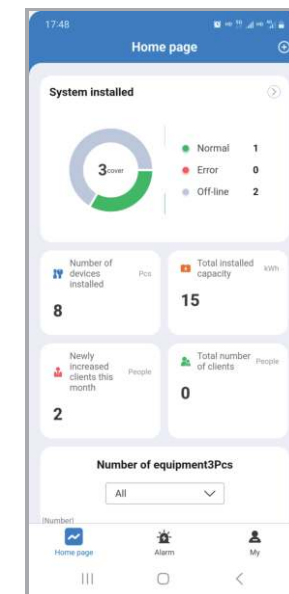 17:48
Home page
System installed
3cover
Normal 1
Error 0
Off-line 2
Number of devices installed Pcs
8
Total installed capacity kWh
15
Newly increased clients this month People
2
Total number of clients People
0
Number of equipment3Pcs
All
[Number]
Home page Alarm My